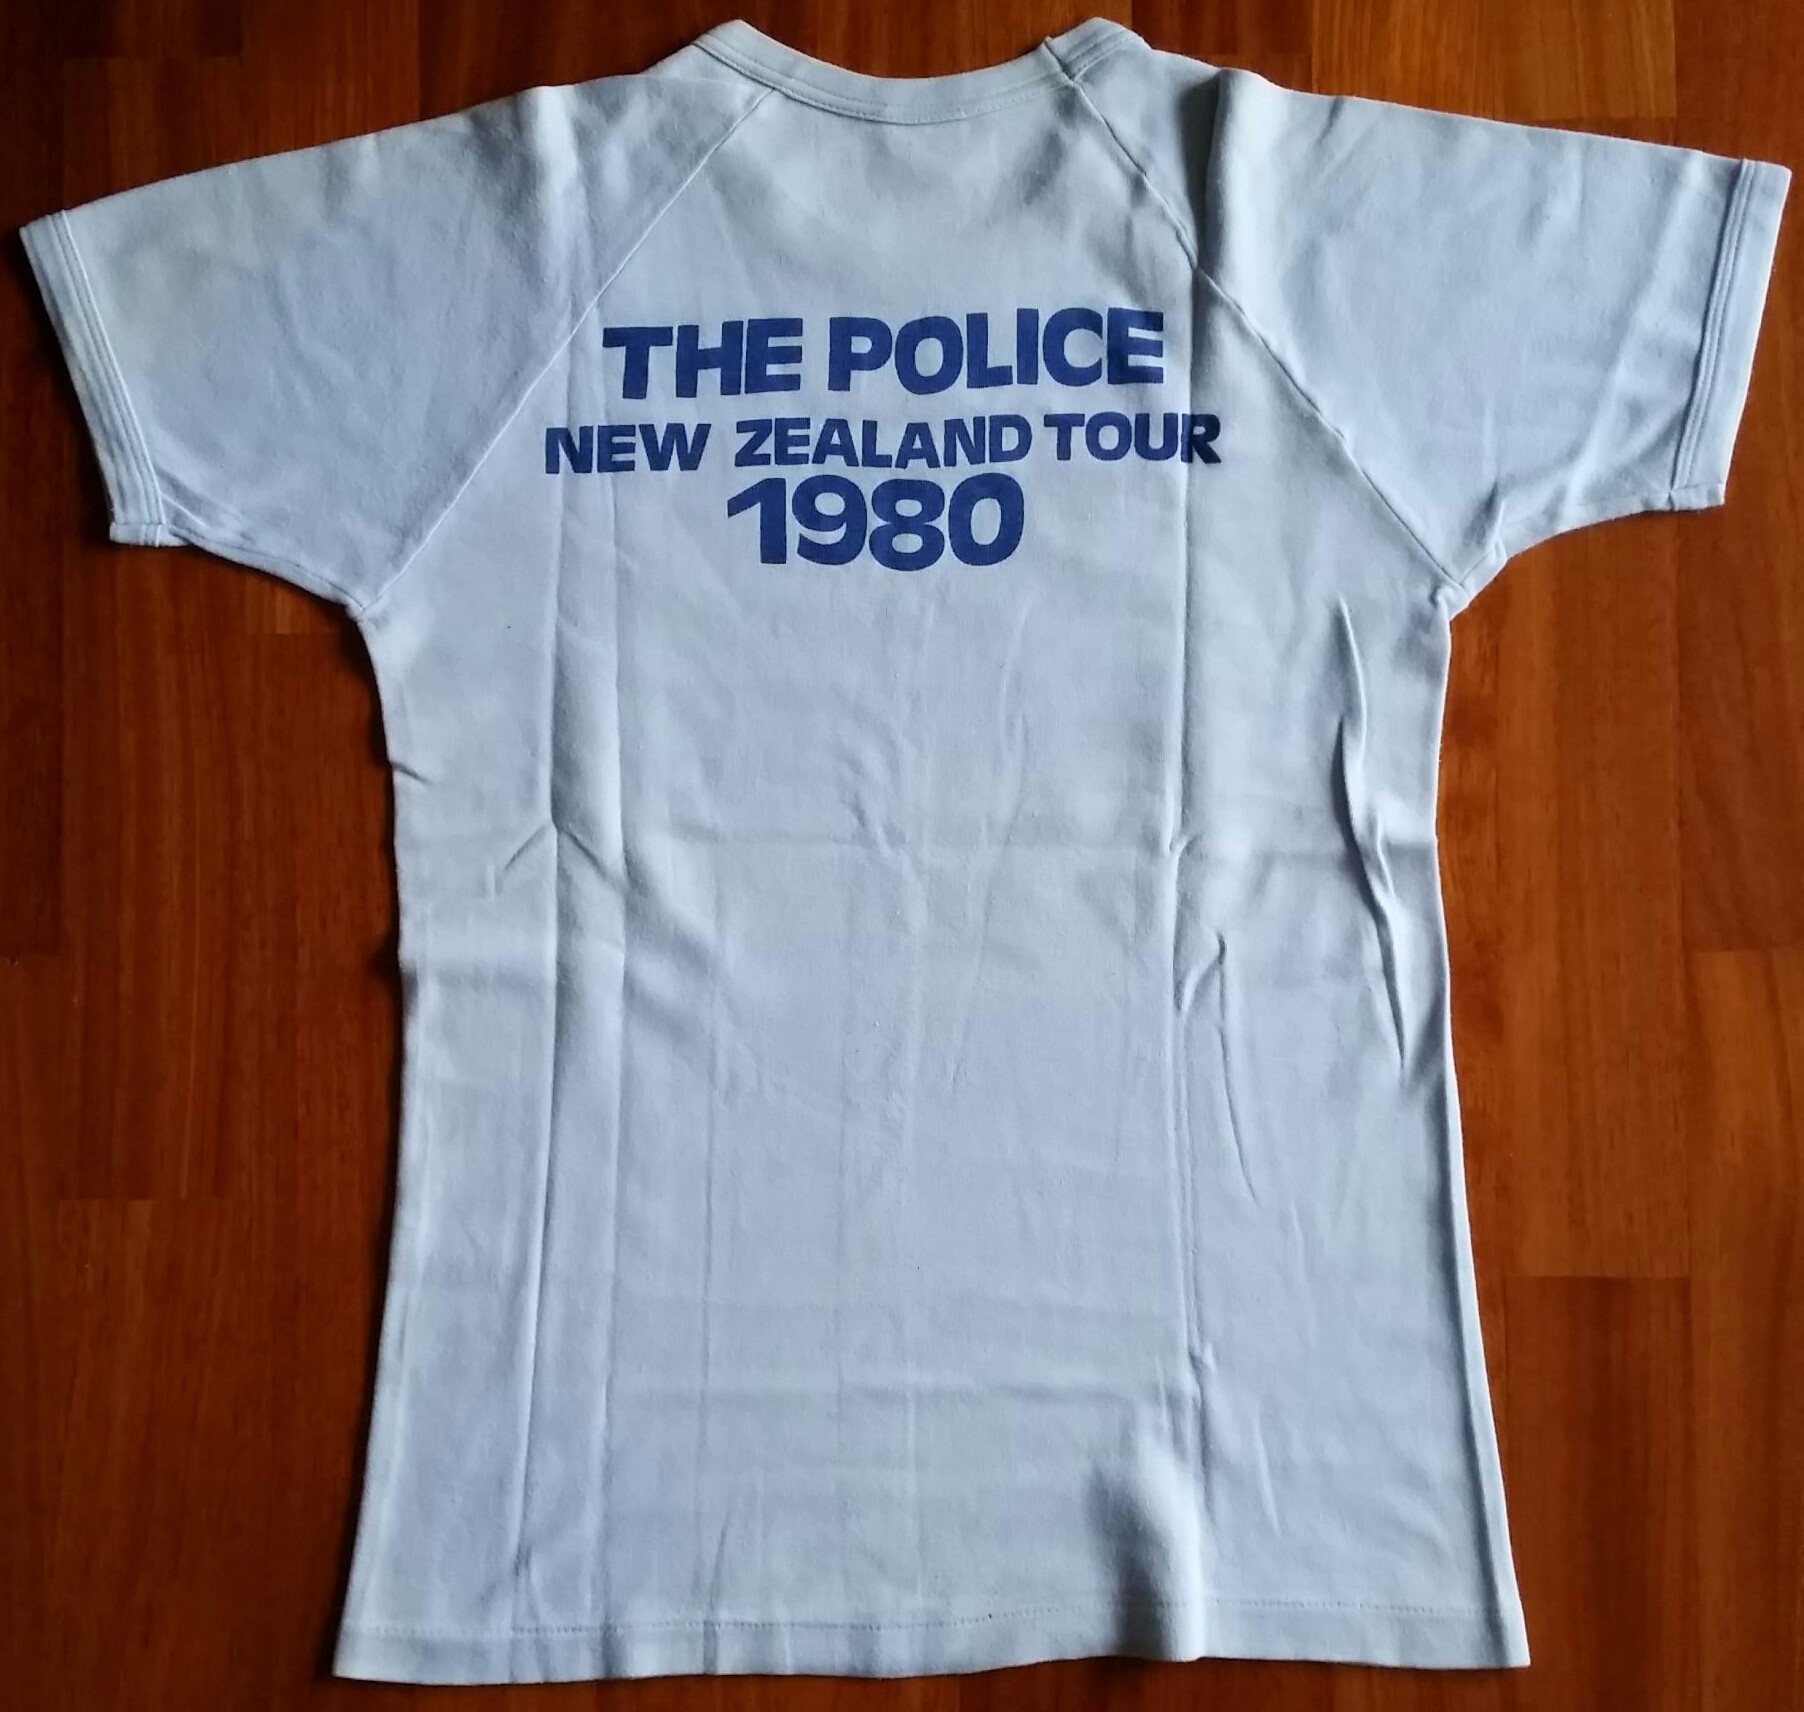 THE POLICE
NEW ZEALAND TOUR
1980